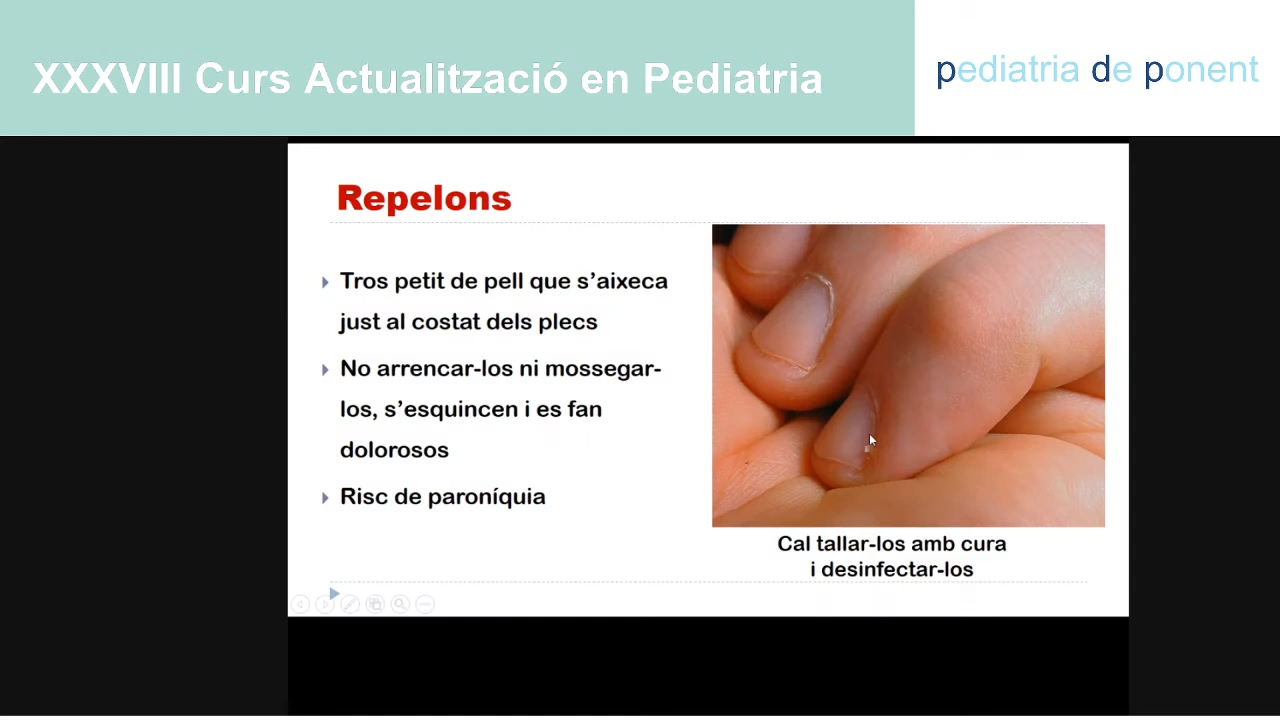 XXXVIII Curs Actualització en Pediatria
pediatria de ponent
Repelons
Tros petit de pell que s’aixeca
just al costat dels plecs
No arrencar-los ni mossegar-
los, s’esquincen i es fan
dolorosos
Risc de paroníquia
Cal tallar-los amb cura
i desinfectar-los